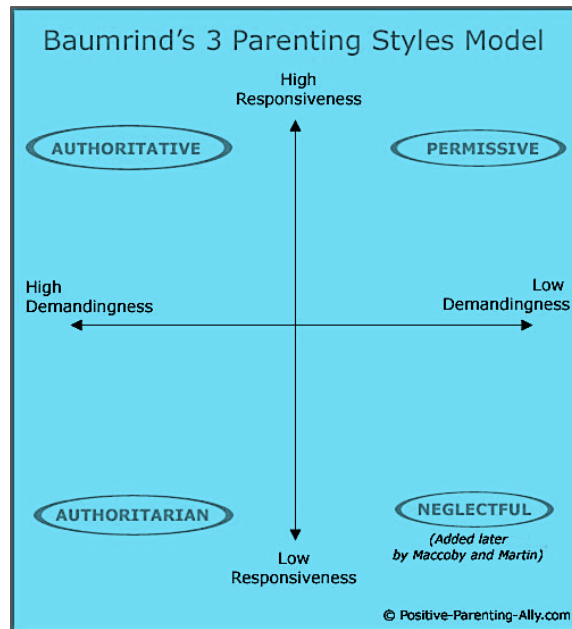 Baumrind's 3 Parenting Styles Model
High
Responsiveness
AUTHORITATIVE
PERMISSIVE
High
Demandingness
Low
Demandingness
AUTHORITARIAN
NEGLECTFUL
(Added later
by Maccoby and Martin)
Low
Responsiveness
© Positive-Parenting-Ally.com